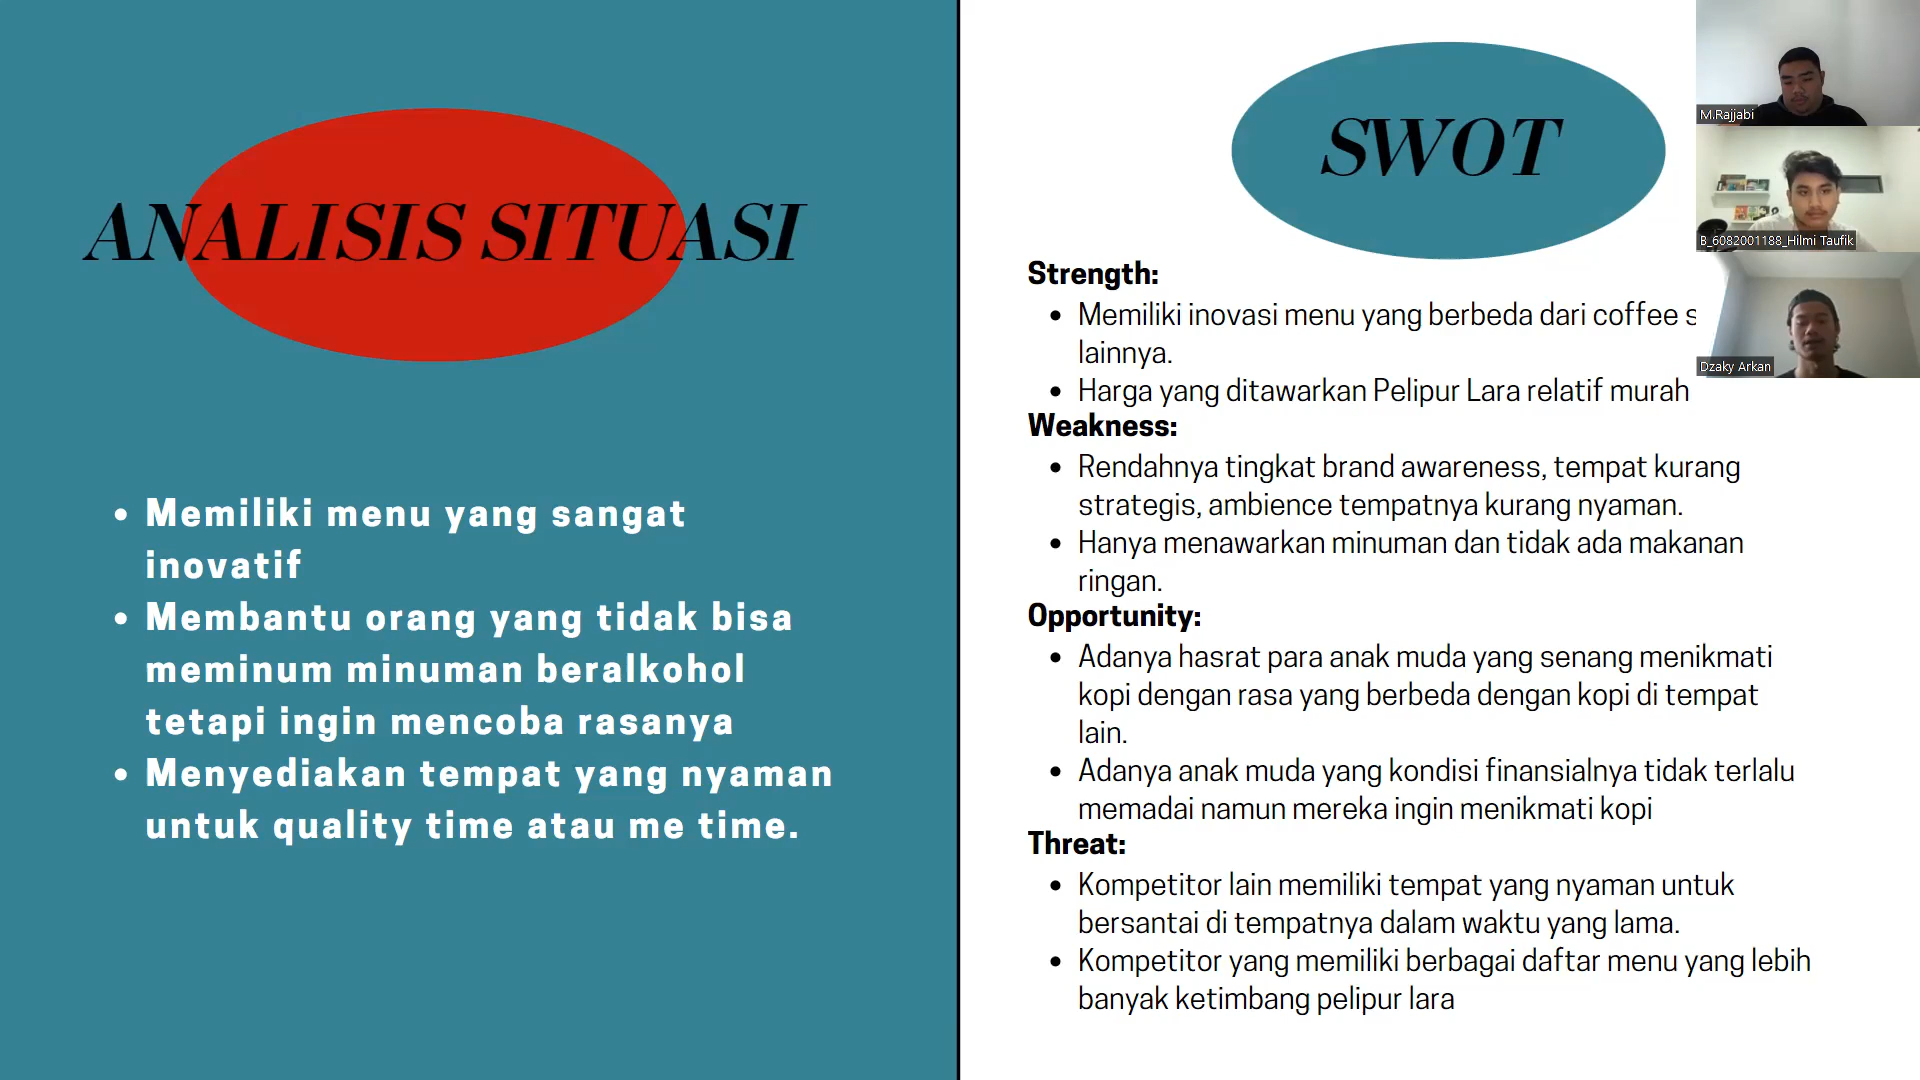 ANALISIS SITUASI
Memiliki menu yang sangat
inovatif
Membantu orang yang tidak bisa
meminum minuman beralkohol
tetapi ingin mencoba rasanya
Menyediakan tempat yang nyaman
untuk quality time atau me time.
SWOT
Strength:
Memiliki inovasi menu yang berbeda dari coffee
lainnya.
Harga yang ditawarkan Pelipur Lara relatif murah
Weakness:
Rendahnya tingkat brand awareness, tempat kurang
strategis, ambience tempatnya kurang nyaman.
Hanya menawarkan minuman dan tidak ada makanan
ringan.
Opportunity:
Adanya hasrat para anak muda yang senang menikmati
kopi dengan rasa yang berbeda dengan kopi di tempat
lain.
Adanya anak muda yang kondisi finansialnya tidak terlalu
memadai namun mereka ingin menikmati kopi
Threat:
Kompetitor lain memiliki tempat yang nyaman untuk
bersantai di tempatnya dalam waktu yang lama.
Kompetitor yang memiliki berbagai daftar menu yang lebih
banyak ketimbang pelipur lara
M.Rajjabi
B_6082001188_Hilmi Taufik
Dzaky Arkan